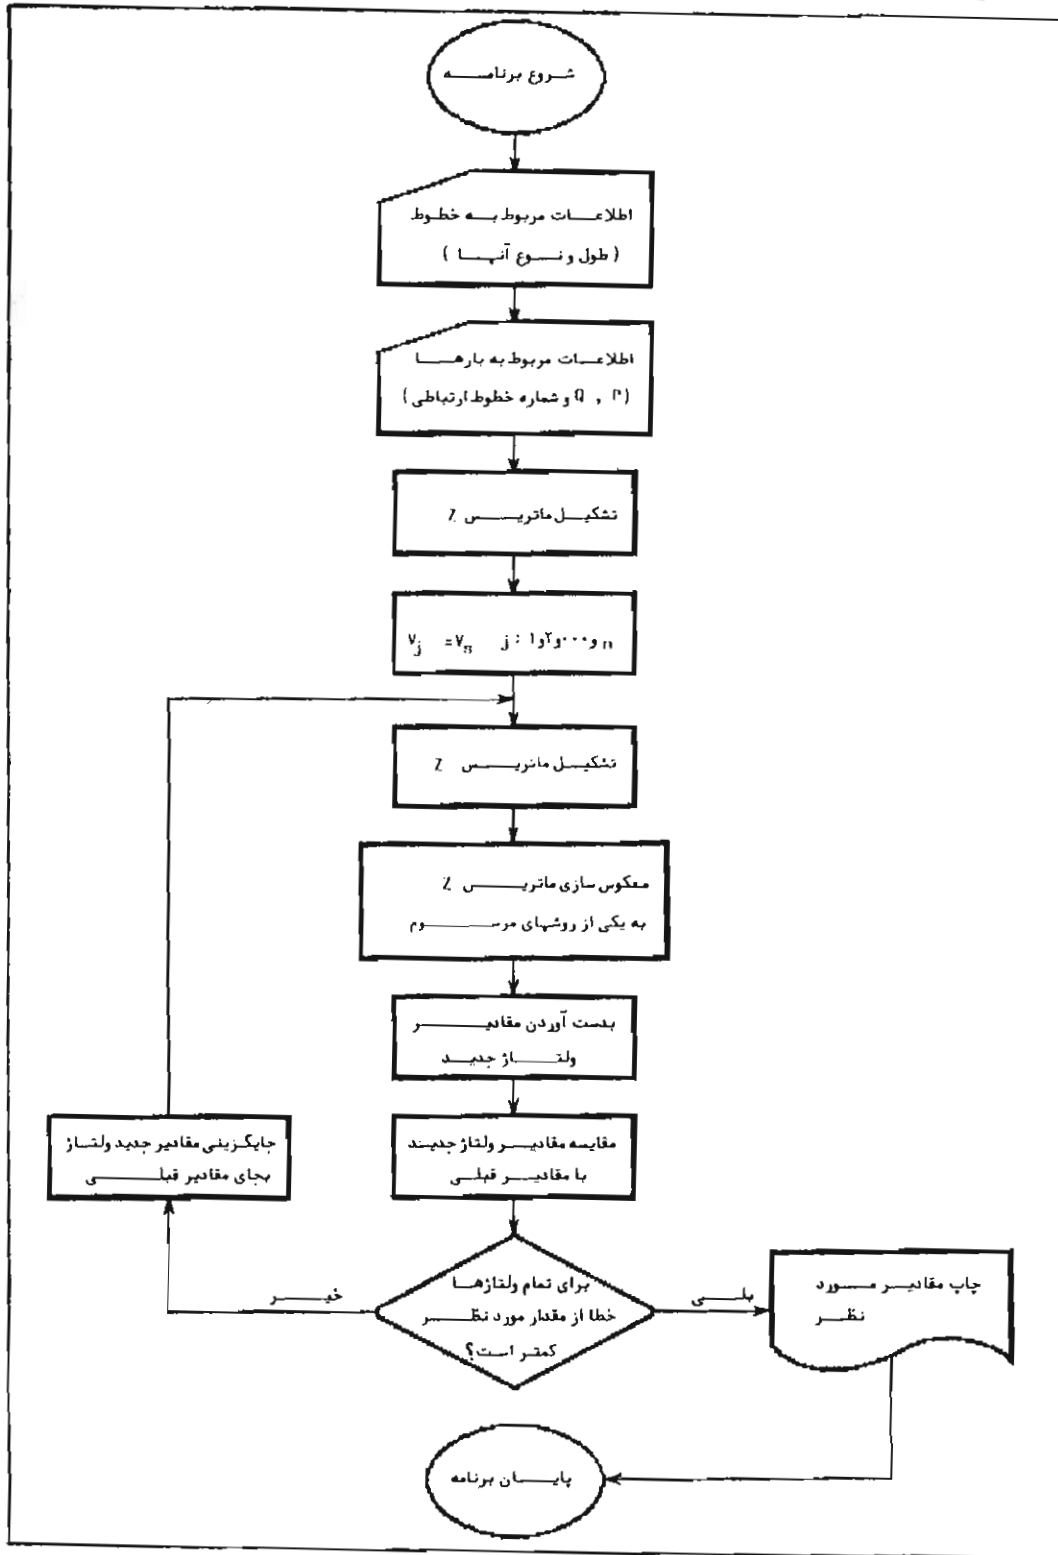 شروع برنامه
اطلاعات مربوط به خطوط
( طول و نوع آنها )
اطلاعات مربوط به بارها
(P , Q و شماره خطوط ارتباطی)
تشکیل ماتریس Z
V_j = V_n j : ۱و۲و۰۰۰و n
تشکیل ماتریس Z
معکوس سازی ماتریس Z
به یکی از روشهای مرسوم
بدست آوردن مقادیر
ولتاژ جدید
مقایسه مقادیر ولتاژ جدید
با مقادیر قبلی
جایگزینی مقادیر جدید ولتاژ
بجای مقادیر قبلی
برای تمام ولتاژها
خطا از مقدار مورد نظر
کمتر است؟
خیر
بلی
چاپ مقادیر مورد
نظر
پایان برنامه